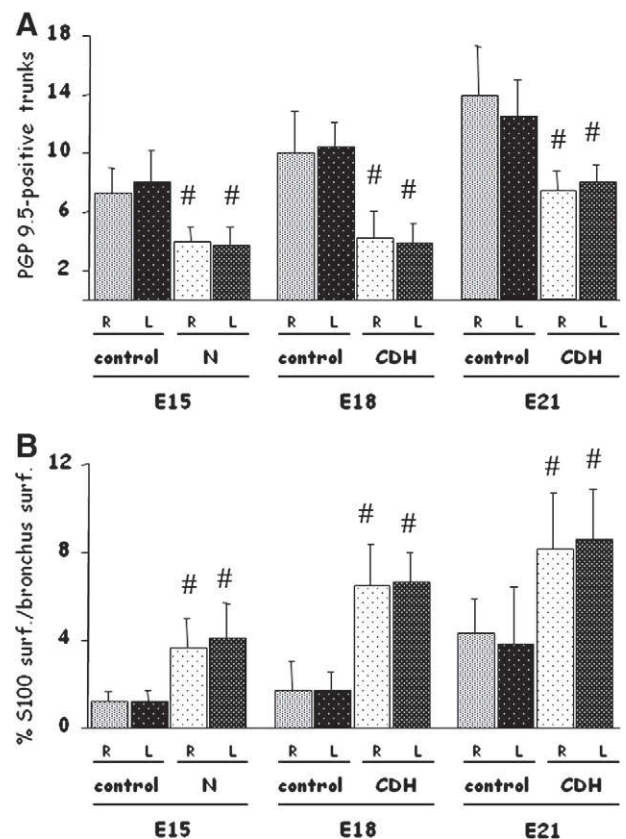 A
PGP 9.5-positive trunks
18
14
10
6
2
# # # # # #
R L R L R L R L R L R L
control N control CDH control CDH
E15 E18 E21
B
% S100 surf./bronchus surf.
12
8
4
0
# # # # # #
R L R L R L R L R L R L
control N control CDH control CDH
E15 E18 E21